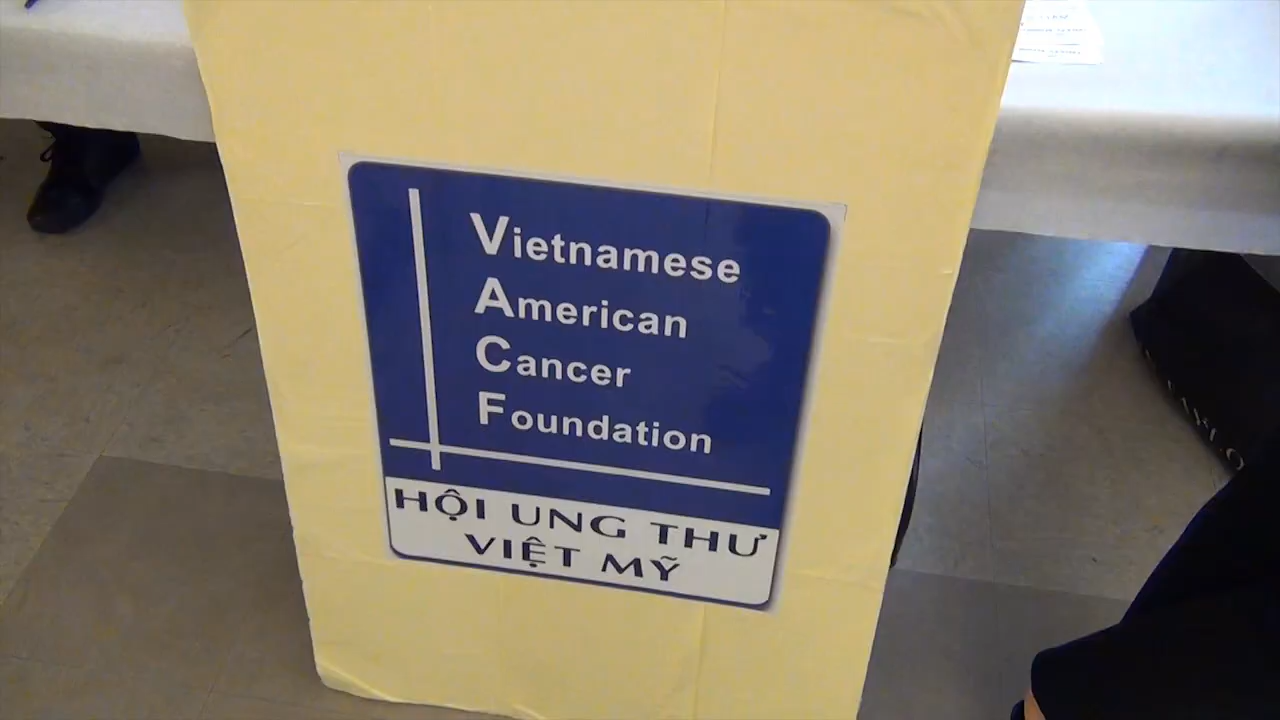 Vietnamese
American
Cancer
Foundation
HỘI UNG THƯ
VIỆT MỸ